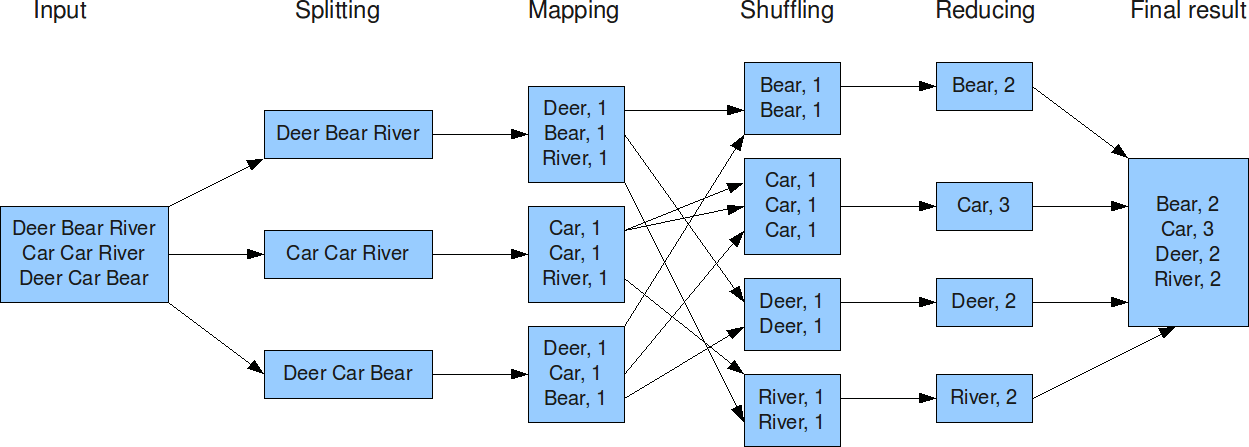 Input
Splitting
Mapping
Shuffling
Reducing
Final result
Deer Bear River
Car Car River
Deer Car Bear
Deer Bear River
Car Car River
Deer Car Bear
Deer, 1
Bear, 1
River, 1
Car, 1
Car, 1
River, 1
Deer, 1
Car, 1
Bear, 1
Bear, 1
Bear, 1
Car, 1
Car, 1
Car, 1
Deer, 1
Deer, 1
River, 1
River, 1
Bear, 2
Car, 3
Deer, 2
River, 2
Bear, 2
Car, 3
Deer, 2
River, 2